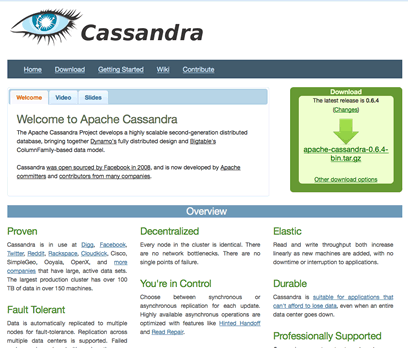 Cassandra
Home Download Getting Started Wiki Contribute
Welcome Video Slides
Welcome to Apache Cassandra
The Apache Cassandra Project develops a highly scalable second-generation distributed
database, bringing together Dynamo's fully distributed design and Bigtable's
ColumnFamily-based data model.
Cassandra was open sourced by Facebook in 2008, and is now developed by Apache
committers and contributors from many companies.
Download
The latest release is 0.6.4
(Changes)
apache-cassandra-0.6.4-
bin.tar.gz
Other download options
Overview
Proven
Cassandra is in use at Digg, Facebook,
Twitter, Reddit, Rackspace, Cloudkick, Cisco,
SimpleGeo, Ooyala, OpenX, and more
companies that have large, active data sets.
The largest production cluster has over 100
TB of data in over 150 machines.
Fault Tolerant
Data is automatically replicated to multiple
nodes for fault-tolerance. Replication across
multiple data centers is supported. Failed
Decentralized
Every node in the cluster is identical. There
are no network bottlenecks. There are no
single points of failure.
You're in Control
Choose between synchronous or
asynchronous replication for each update.
Highly available asynchronous operations are
optimized with features like Hinted Handoff
and Read Repair.
Elastic
Read and write throughput both increase
linearly as new machines are added, with no
downtime or interruption to applications.
Durable
Cassandra is suitable for applications that
can't afford to lose data, even when an entire
data center goes down.
Professionally Supported